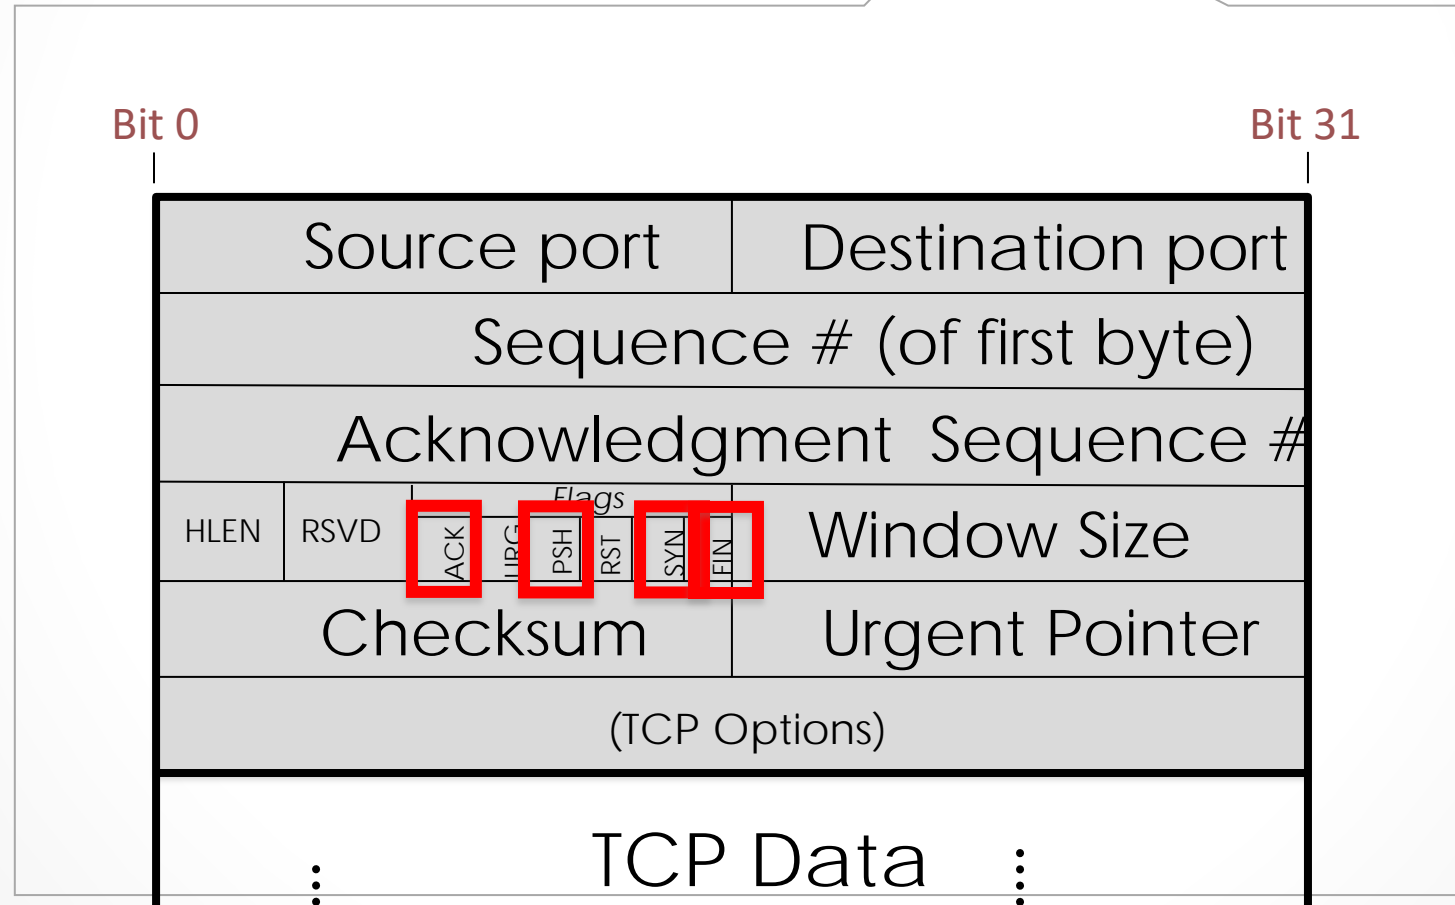 Bit 0 Bit 31
Source port Destination port
Sequence # (of first byte)
Acknowledgment Sequence #
Flags
HLEN RSVD ACK URG PSH RST SYN FIN Window Size
Checksum Urgent Pointer
(TCP Options)
TCP Data